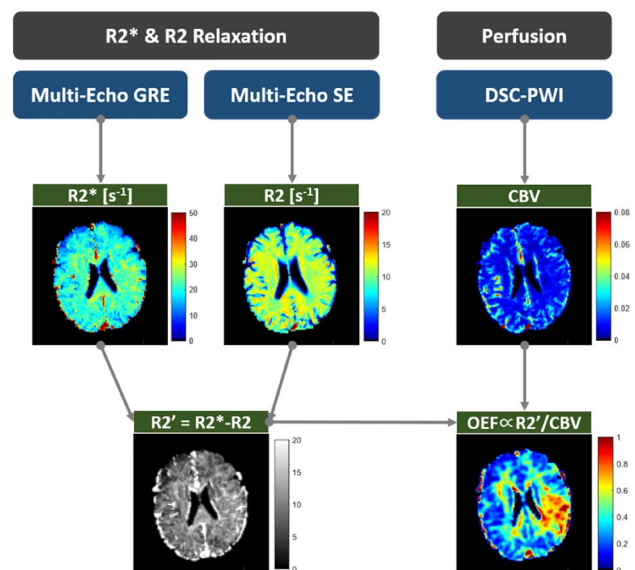 R2* & R2 Relaxation
Perfusion
Multi-Echo GRE
Multi-Echo SE
DSC-PWI
R2* [s⁻¹]
R2 [s⁻¹]
CBV
50
40
30
20
10
0
20
15
10
5
0
0.08
0.06
0.04
0.02
0
R2’ = R2*-R2
OEF∝R2’/CBV
20
15
10
5
0
1
0.8
0.6
0.4
0.2
0